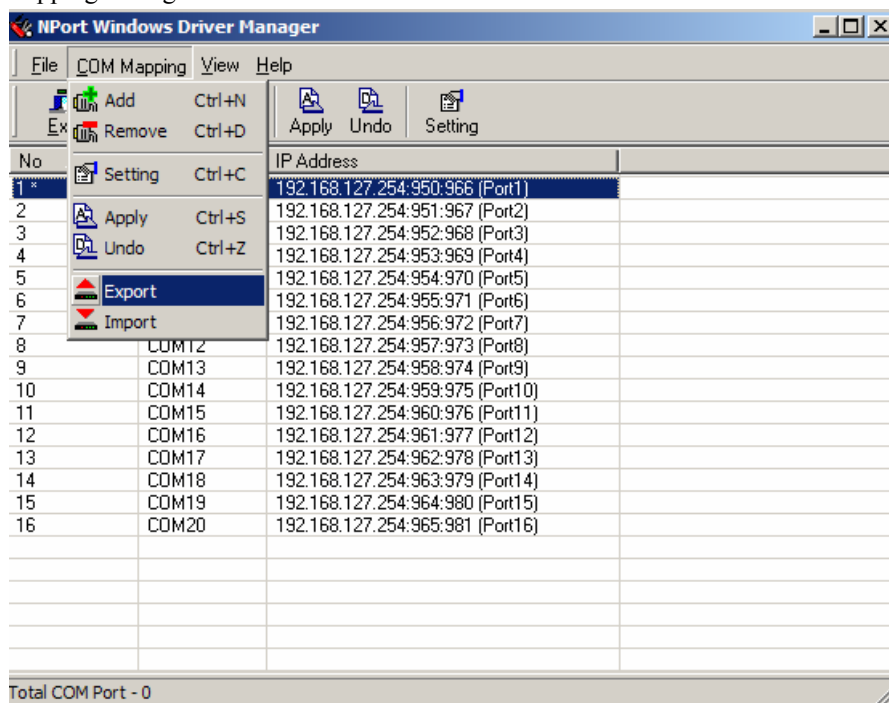 NPort Windows Driver Manager
File COM Mapping View Help
Add Ctrl+N
Remove Ctrl+D
Setting Ctrl+C
Apply Ctrl+S
Undo Ctrl+Z
Export
Import
Ex
Apply Undo Setting
No IP Address
1 * 192.168.127.254:950:966 (Port1)
2 192.168.127.254:951:967 (Port2)
3 192.168.127.254:952:968 (Port3)
4 192.168.127.254:953:969 (Port4)
5 192.168.127.254:954:970 (Port5)
6 192.168.127.254:955:971 (Port6)
7 192.168.127.254:956:972 (Port7)
8 COM12 192.168.127.254:957:973 (Port8)
9 COM13 192.168.127.254:958:974 (Port9)
10 COM14 192.168.127.254:959:975 (Port10)
11 COM15 192.168.127.254:960:976 (Port11)
12 COM16 192.168.127.254:961:977 (Port12)
13 COM17 192.168.127.254:962:978 (Port13)
14 COM18 192.168.127.254:963:979 (Port14)
15 COM19 192.168.127.254:964:980 (Port15)
16 COM20 192.168.127.254:965:981 (Port16)
Total COM Port - 0